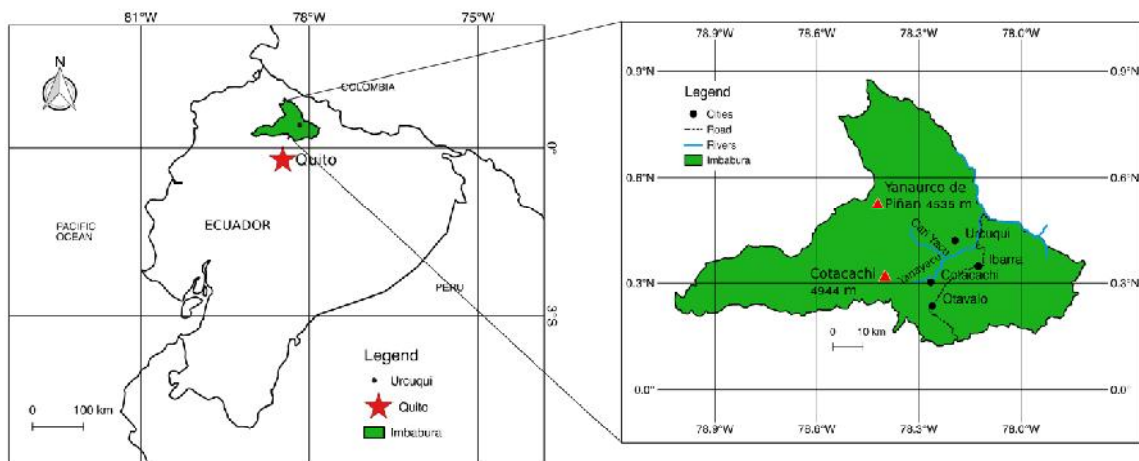 81°W
78°W
75°W
N
COLOMBIA
0°
Quito
ECUADOR
PACIFIC
OCEAN
PERU
3°S
Legend
Urcuqui
Quito
Imbabura
0
100 km
78.9°W
78.6°W
78.3°W
78.0°W
0.9°N
0.9°N
Legend
Cities
Road
Rivers
Imbabura
0.6°N
0.6°N
Yanaurco de
Piñan 4535 m
Cari Yacu
Urcuqui
Yanayacu
Ibarra
Cotacachi
4944 m
Cotacachi
0.3°N
0.3°N
Otavalo
0
10 km
0.0°
0.0°
78.9°W
78.6°W
78.3°W
78.0°W